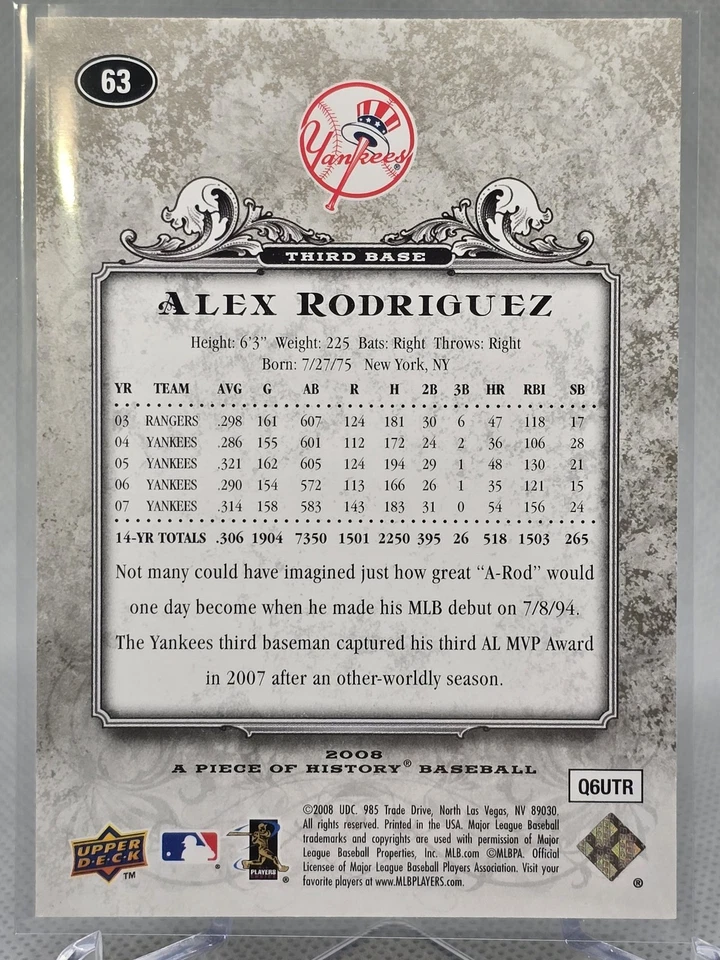 63
Yankees®
THIRD BASE
ALEX RODRIGUEZ
Height: 6'3" Weight: 225 Bats: Right Throws: Right
Born: 7/27/75 New York, NY
YR TEAM AVG G AB R H 2B 3B HR RBI SB
03 RANGERS .298 161 607 124 181 30 6 47 118 17
04 YANKEES .286 155 601 112 172 24 2 36 106 28
05 YANKEES .321 162 605 124 194 29 1 48 130 21
06 YANKEES .290 154 572 113 166 26 1 35 121 15
07 YANKEES .314 158 583 143 183 31 0 54 156 24
14-YR TOTALS .306 1904 7350 1501 2250 395 26 518 1503 265
Not many could have imagined just how great "A-Rod" would
one day become when he made his MLB debut on 7/8/94.
The Yankees third baseman captured his third AL MVP Award
in 2007 after an other-worldly season.
2008
A PIECE OF HISTORY® BASEBALL
Q6UTR
©2008 UDC. 985 Trade Drive, North Las Vegas, NV 89030.
All rights reserved. Printed in the USA. Major League Baseball
trademarks and copyrights are used with permission of Major
League Baseball Properties, Inc. MLB.com ©MLBPA. Official
Licensee of Major League Baseball Players Association. Visit your
favorite players at www.MLBPLAYERS.com.
UPPER
D·E·C·K
TM
®
PLAYERS
®
®